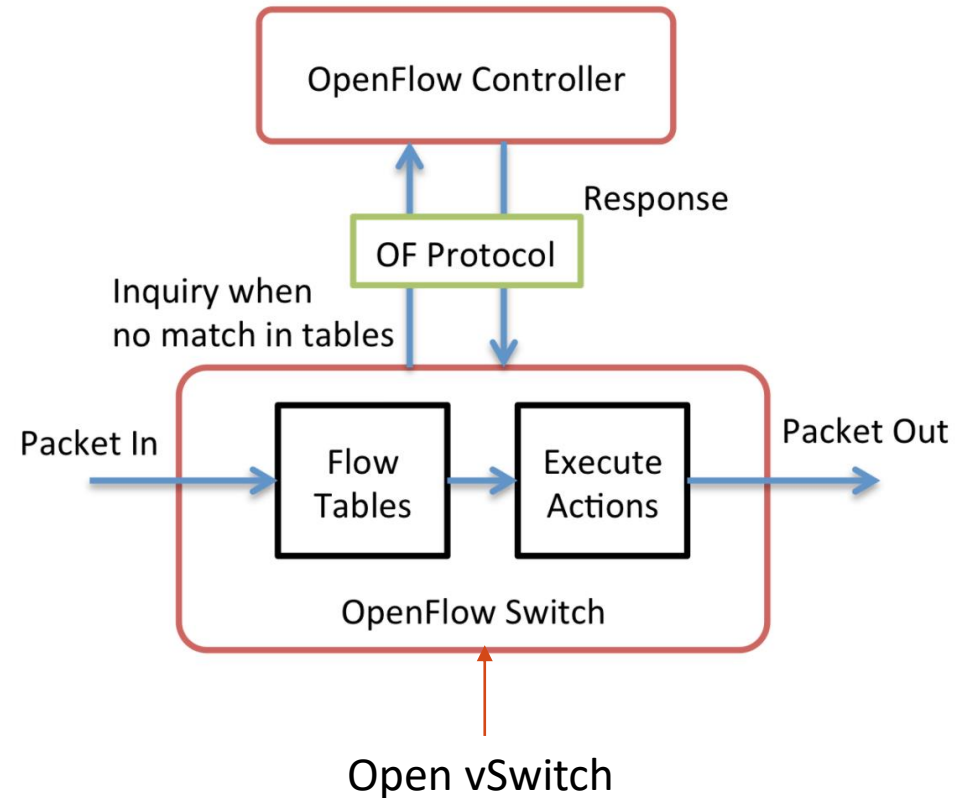 OpenFlow Controller
Response
OF Protocol
Inquiry when
no match in tables
Packet In
Flow
Tables
Execute
Actions
Packet Out
OpenFlow Switch
Open vSwitch